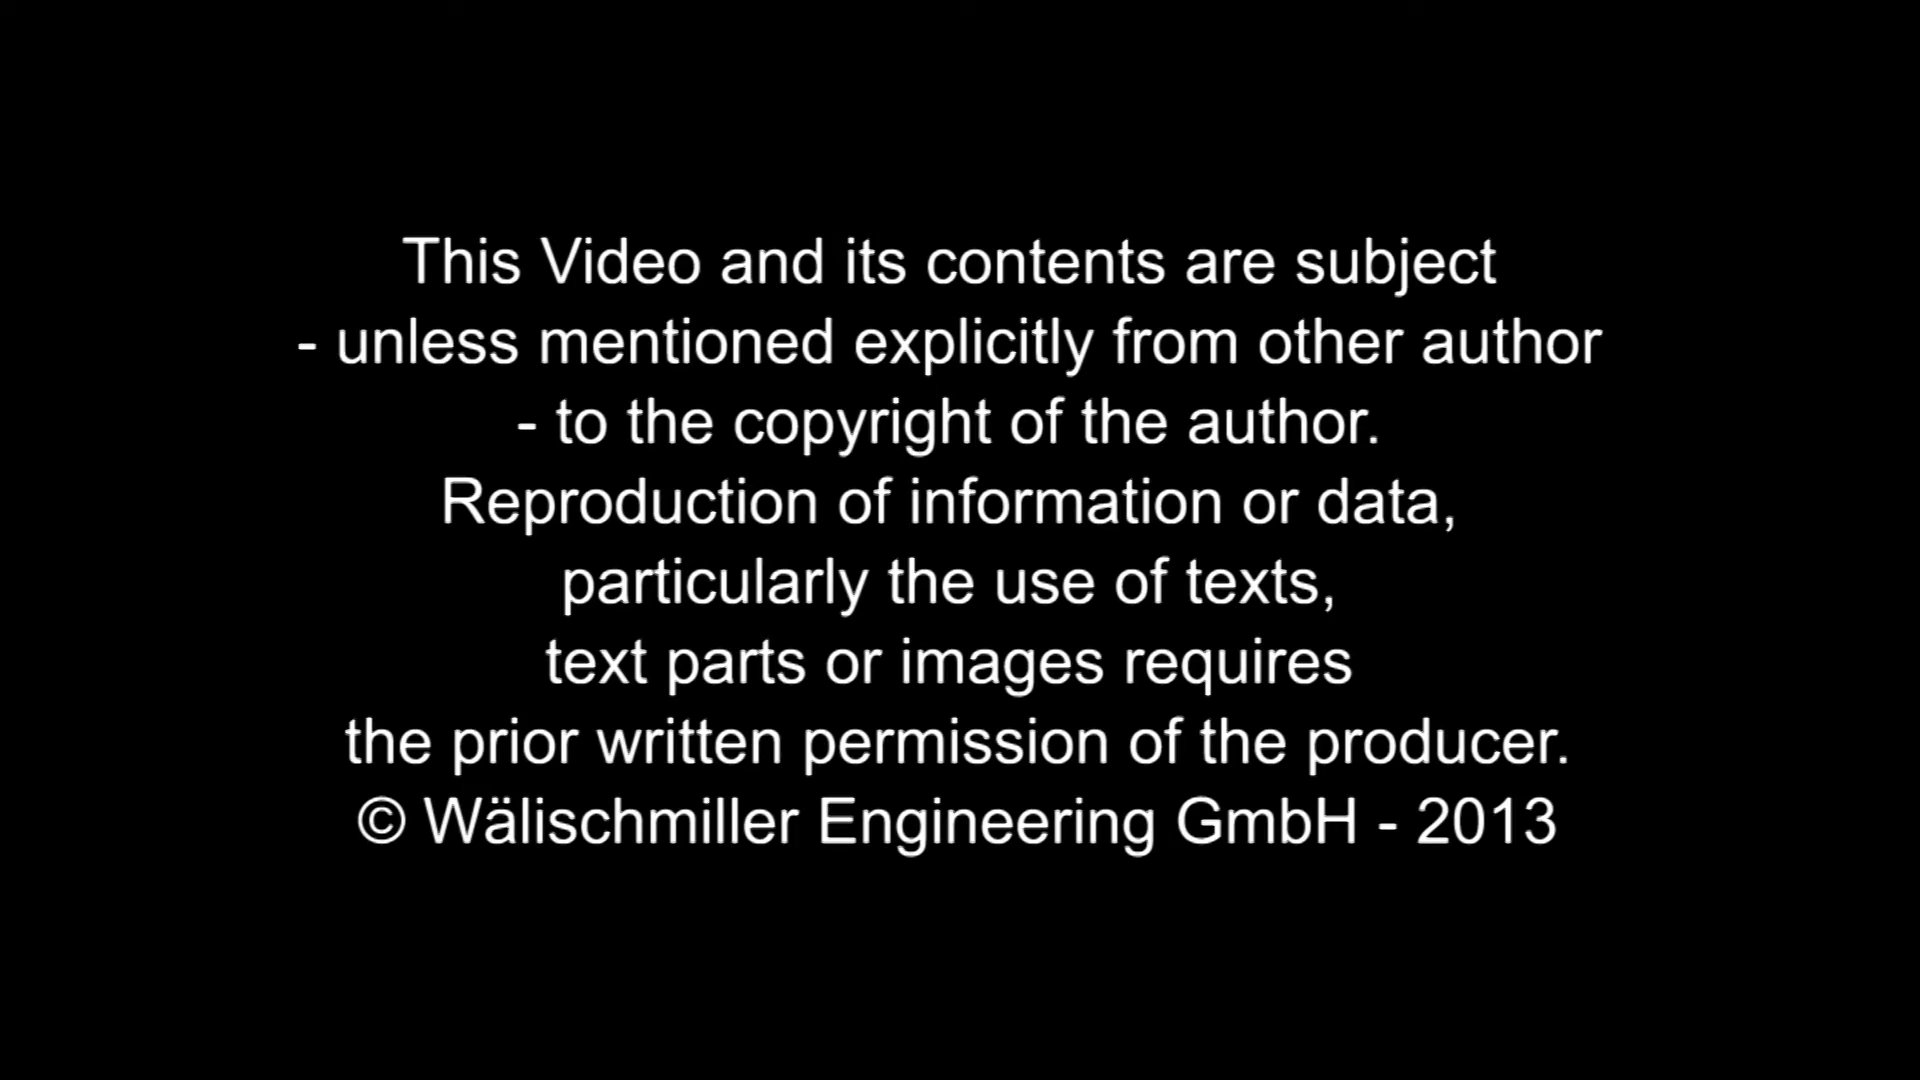 This Video and its contents are subject
- unless mentioned explicitly from other author
- to the copyright of the author.
Reproduction of information or data,
particularly the use of texts,
text parts or images requires
the prior written permission of the producer.
© Wälischmiller Engineering GmbH - 2013